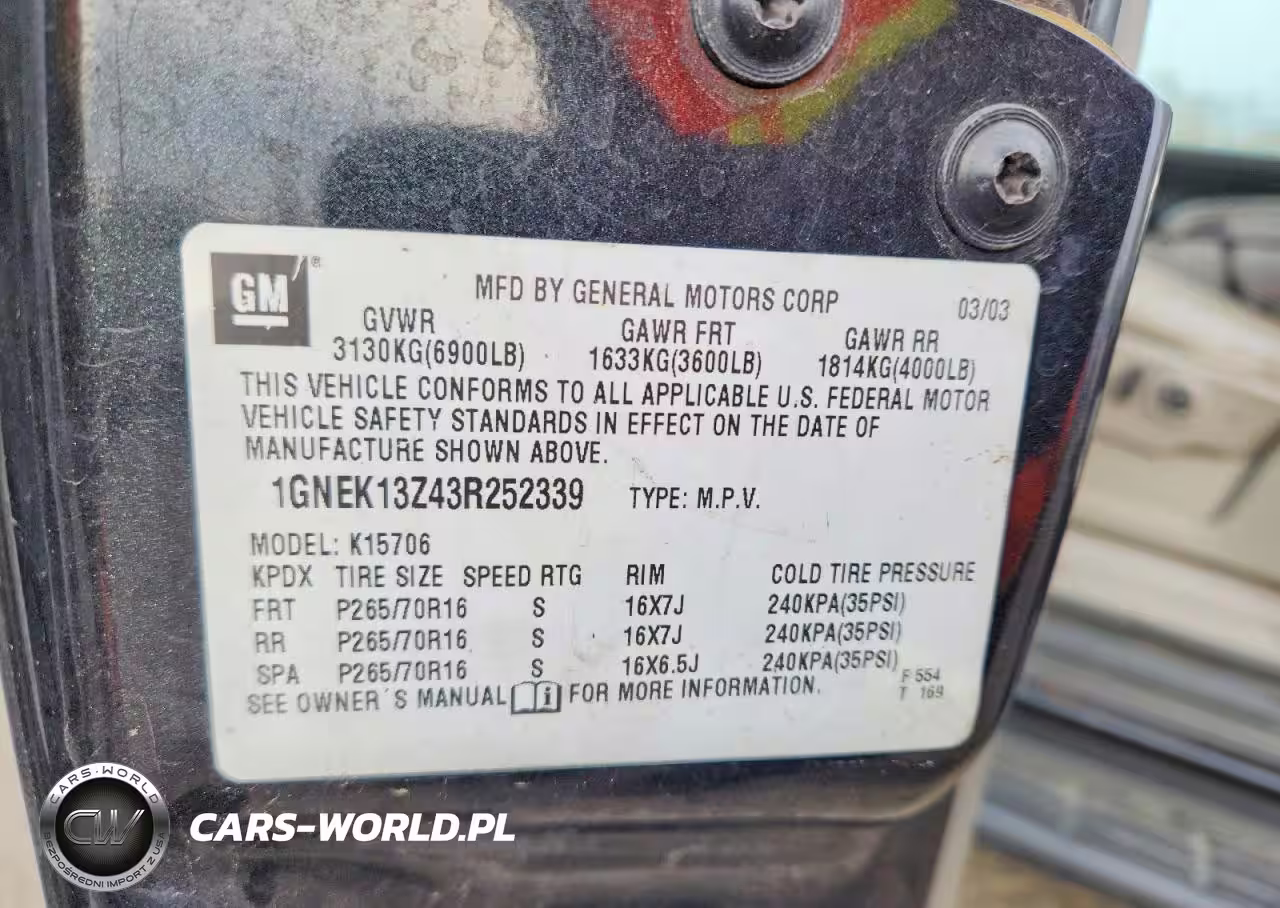 GM ®
MFD BY GENERAL MOTORS CORP 03/03
GVWR GAWR FRT GAWR RR
3130KG(6900LB) 1633KG(3600LB) 1814KG(4000LB)
THIS VEHICLE CONFORMS TO ALL APPLICABLE U.S. FEDERAL MOTOR
VEHICLE SAFETY STANDARDS IN EFFECT ON THE DATE OF
MANUFACTURE SHOWN ABOVE.
1GNEK13Z43R252339 TYPE: M.P.V.
MODEL: K15706
KPDX TIRE SIZE SPEED RTG RIM COLD TIRE PRESSURE
FRT P265/70R16 S 16X7J 240KPA(35PSI)
RR P265/70R16 S 16X7J 240KPA(35PSI)
SPA P265/70R16 S 16X6.5J 240KPA(35PSI)
F 554
T 169
SEE OWNER'S MANUAL i FOR MORE INFORMATION.
CARS-WORLD
CW
BEZPOŚREDNI IMPORT Z USA
CARS-WORLD.PL